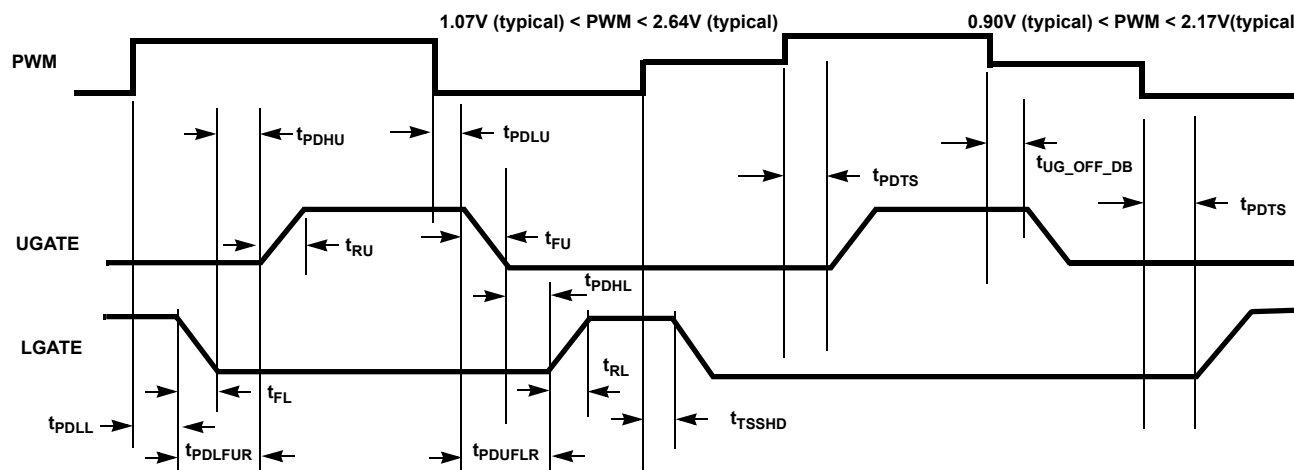 1.07V (typical) < PWM < 2.64V (typical)
0.90V (typical) < PWM < 2.17V(typical
PWM
tPDHU
tPDLU
tUG_OFF_DB
tPDTS
tPDTS
UGATE
tRU
tFU
tPDHL
LGATE
tRL
tFL
tPDLL
tTSSHD
tPDLFUR
tPDUFLR